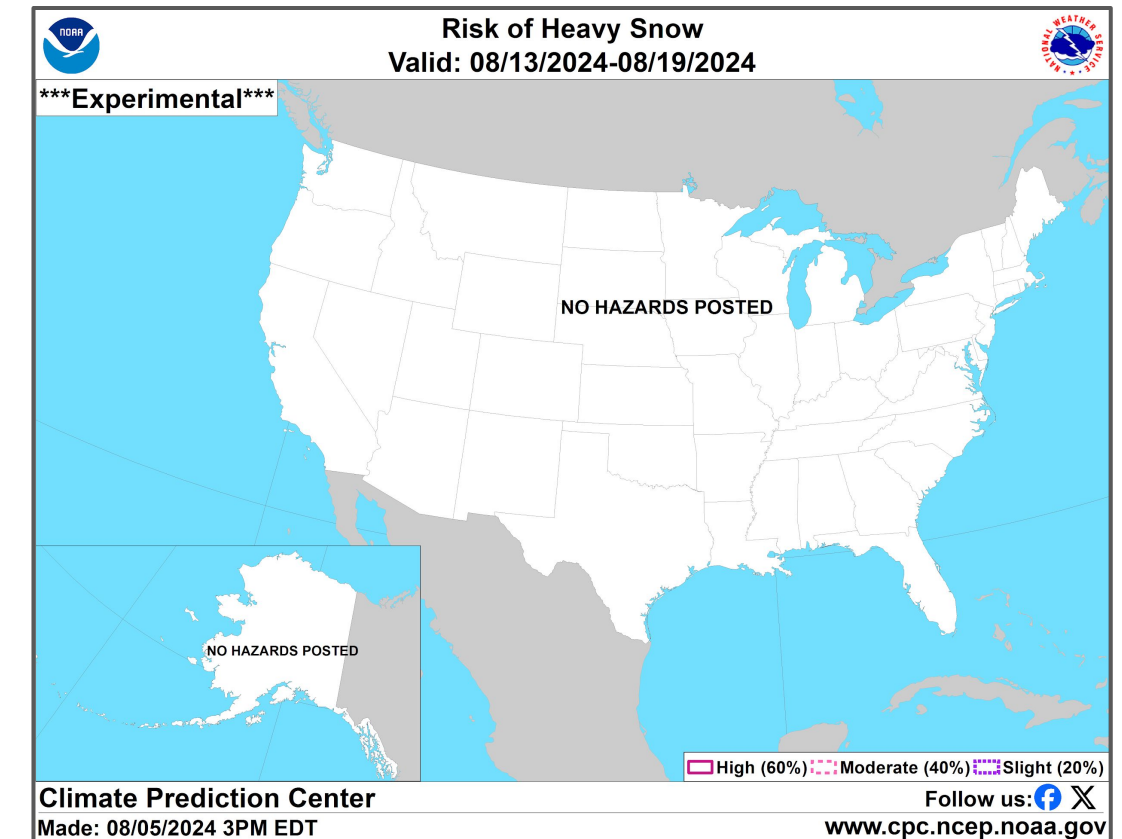 NOAA
Risk of Heavy Snow
Valid: 08/13/2024-08/19/2024
NATIONAL WEATHER SERVICE
***Experimental***
NO HAZARDS POSTED
NO HAZARDS POSTED
High (60%) Moderate (40%) Slight (20%)
Climate Prediction Center
Follow us:
Made: 08/05/2024 3PM EDT
www.cpc.ncep.noaa.gov